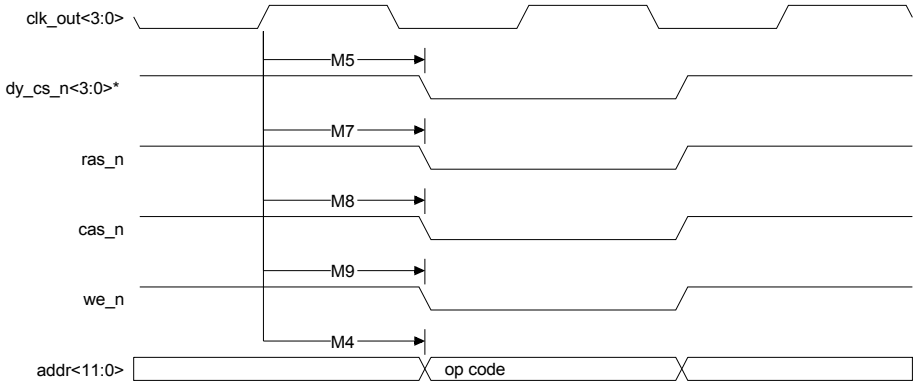 clk_out<3:0>
M5
dy_cs_n<3:0>*
M7
ras_n
M8
cas_n
M9
we_n
M4
addr<11:0> op code